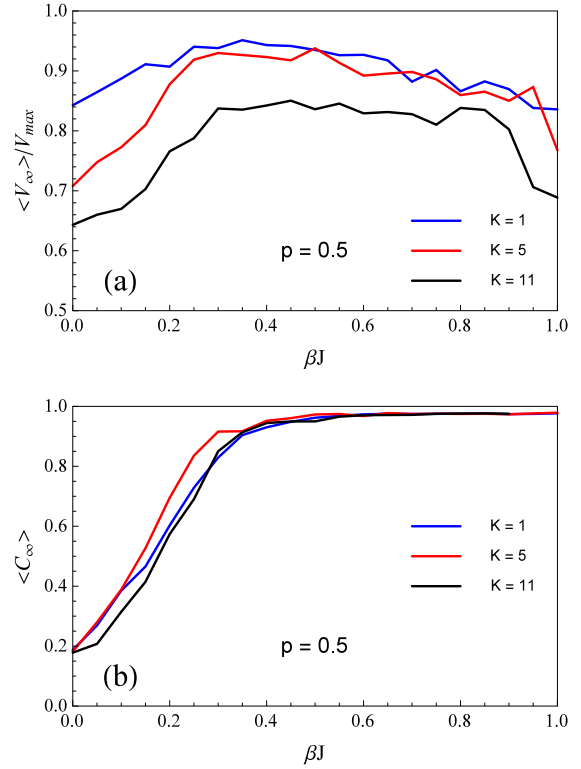 (a)
<V∞>/Vmax
1.0
0.9
0.8
0.7
0.6
0.5
K = 1
K = 5
K = 11
p = 0.5
0.0 0.2 0.4 0.6 0.8 1.0
βJ
(b)
<C∞>
1.0
0.8
0.6
0.4
0.2
0.0
K = 1
K = 5
K = 11
p = 0.5
0.0 0.2 0.4 0.6 0.8 1.0
βJ